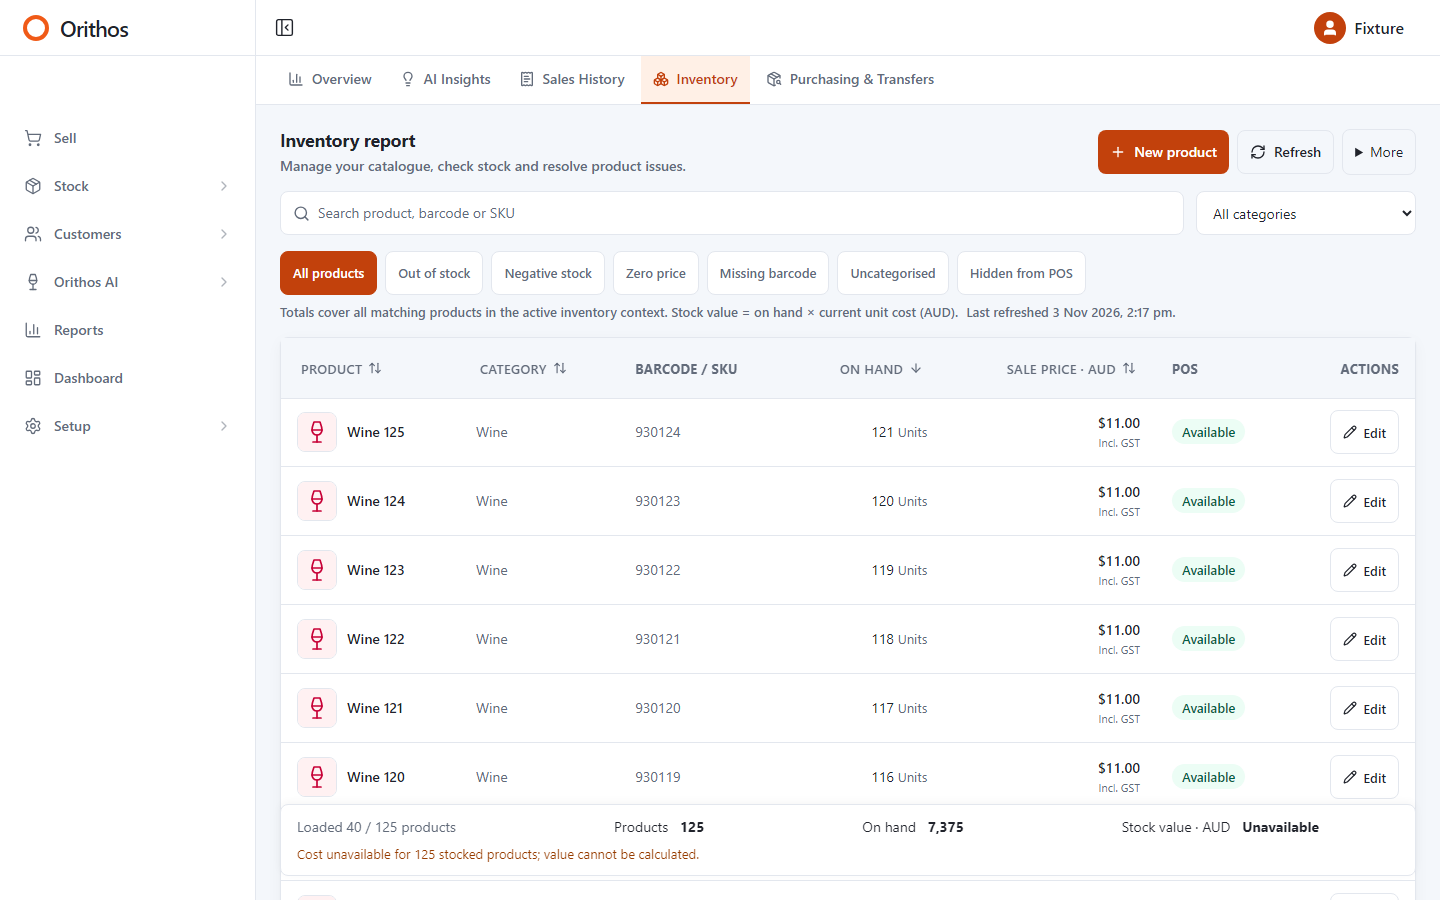 Orithos
Fixture
Overview
AI Insights
Sales History
Inventory
Purchasing & Transfers
Sell
Stock
Customers
Orithos AI
Reports
Dashboard
Setup
Inventory report
Manage your catalogue, check stock and resolve product issues.
New product
Refresh
More
Search product, barcode or SKU
All categories
All products
Out of stock
Negative stock
Zero price
Missing barcode
Uncategorised
Hidden from POS
Totals cover all matching products in the active inventory context. Stock value = on hand × current unit cost (AUD). Last refreshed 3 Nov 2026, 2:17 pm.
PRODUCT CATEGORY BARCODE / SKU ON HAND SALE PRICE · AUD POS ACTIONS
Wine 125 Wine 930124 121 Units $11.00 Available Edit
Incl. GST
Wine 124 Wine 930123 120 Units $11.00 Available Edit
Incl. GST
Wine 123 Wine 930122 119 Units $11.00 Available Edit
Incl. GST
Wine 122 Wine 930121 118 Units $11.00 Available Edit
Incl. GST
Wine 121 Wine 930120 117 Units $11.00 Available Edit
Incl. GST
Wine 120 Wine 930119 116 Units $11.00 Available Edit
Incl. GST
Loaded 40 / 125 products Products 125 On hand 7,375 Stock value · AUD Unavailable
Cost unavailable for 125 stocked products; value cannot be calculated.